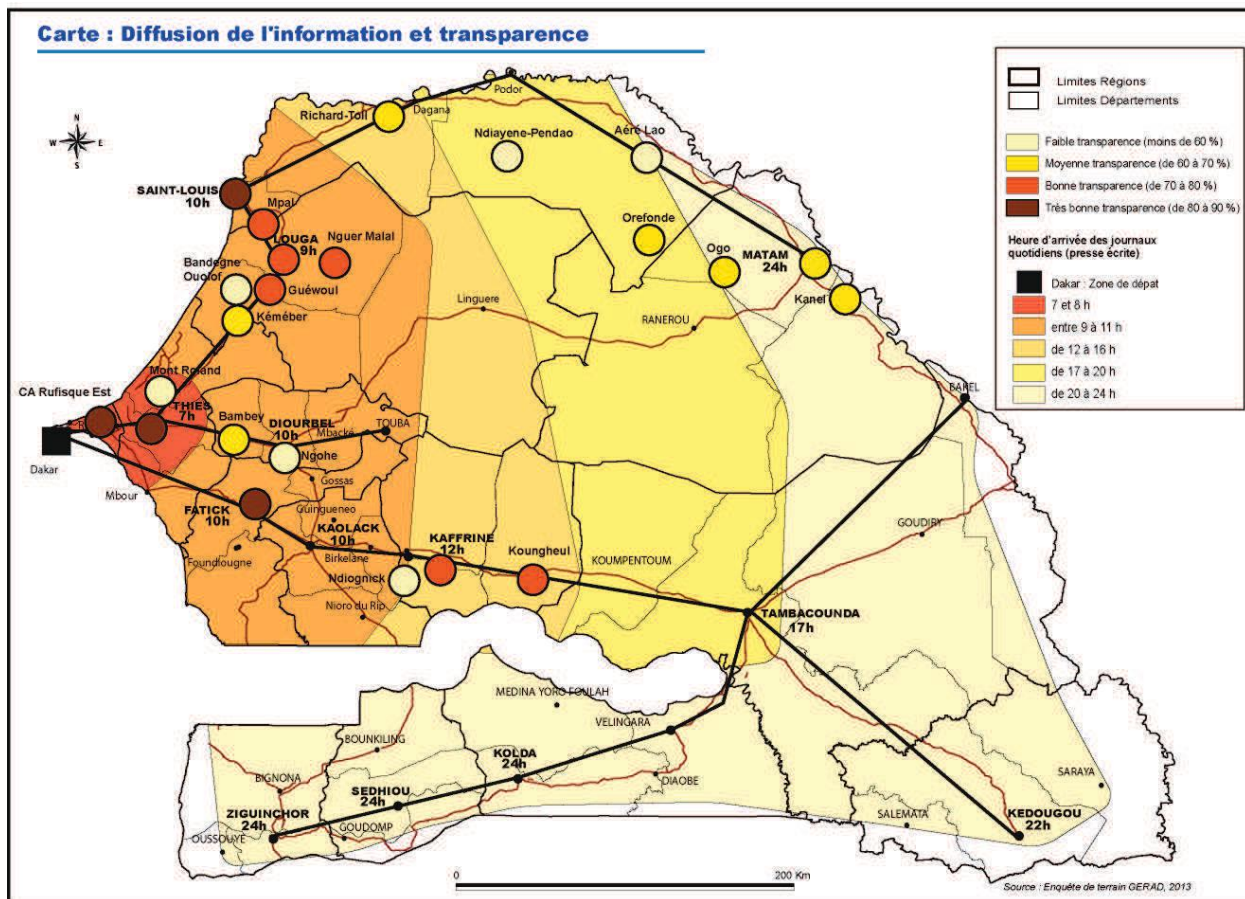 Carte : Diffusion de l'information et transparence
Limites Régions
Limites Départements
Faible transparence (moins de 60 %)
Moyenne transparence (de 60 à 70 %)
Bonne transparence (de 70 à 80 %)
Très bonne transparence (de 80 à 90 %)
Heure d'arrivée des journaux
quotidiens (presse écrite)
Dakar : Zone de dépat
7 et 8 h
entre 9 à 11 h
de 12 à 16 h
de 17 à 20 h
de 20 à 24 h
N
W
E
S
Podor
Richard-Toll
Dagana
Ndiayene-Pendao
Aéré Lao
SAINT-LOUIS
10h
Mpal
LOUGA
9h
Nguer Malal
Orefonde
Ogo
MATAM
24h
Bandegne
Ouolof
Guéwoul
Kanel
Linguere
Kémèber
RANEROU
Mont Roland
CA Rufisque Est
THIES
7h
Bambey
DIOURBEL
10h
Mbacké
TOUBA
BAKEL
R
Dakar
Ngohe
Gossas
Mbour
FATICK
10h
Guingueneo
KAOLACK
10h
Birkelane
KAFFRINE
12h
Koungheul
KOUMPENTOUM
GOUDIRY
Foundiougne
Ndiognick
Nioro du Rip
TAMBACOUNDA
17h
MEDINA YORO FOULAH
VELINGARA
BOUNKILING
KOLDA
24h
DIAOBE
BIGNONA
SEDHIOU
24h
SARAYA
ZIGUINCHOR
24h
GOUDOMP
OUSSOUYE
SALEMATA
KEDOUGOU
22h
0
200 Km
Source : Enquête de terrain GERAD, 2013